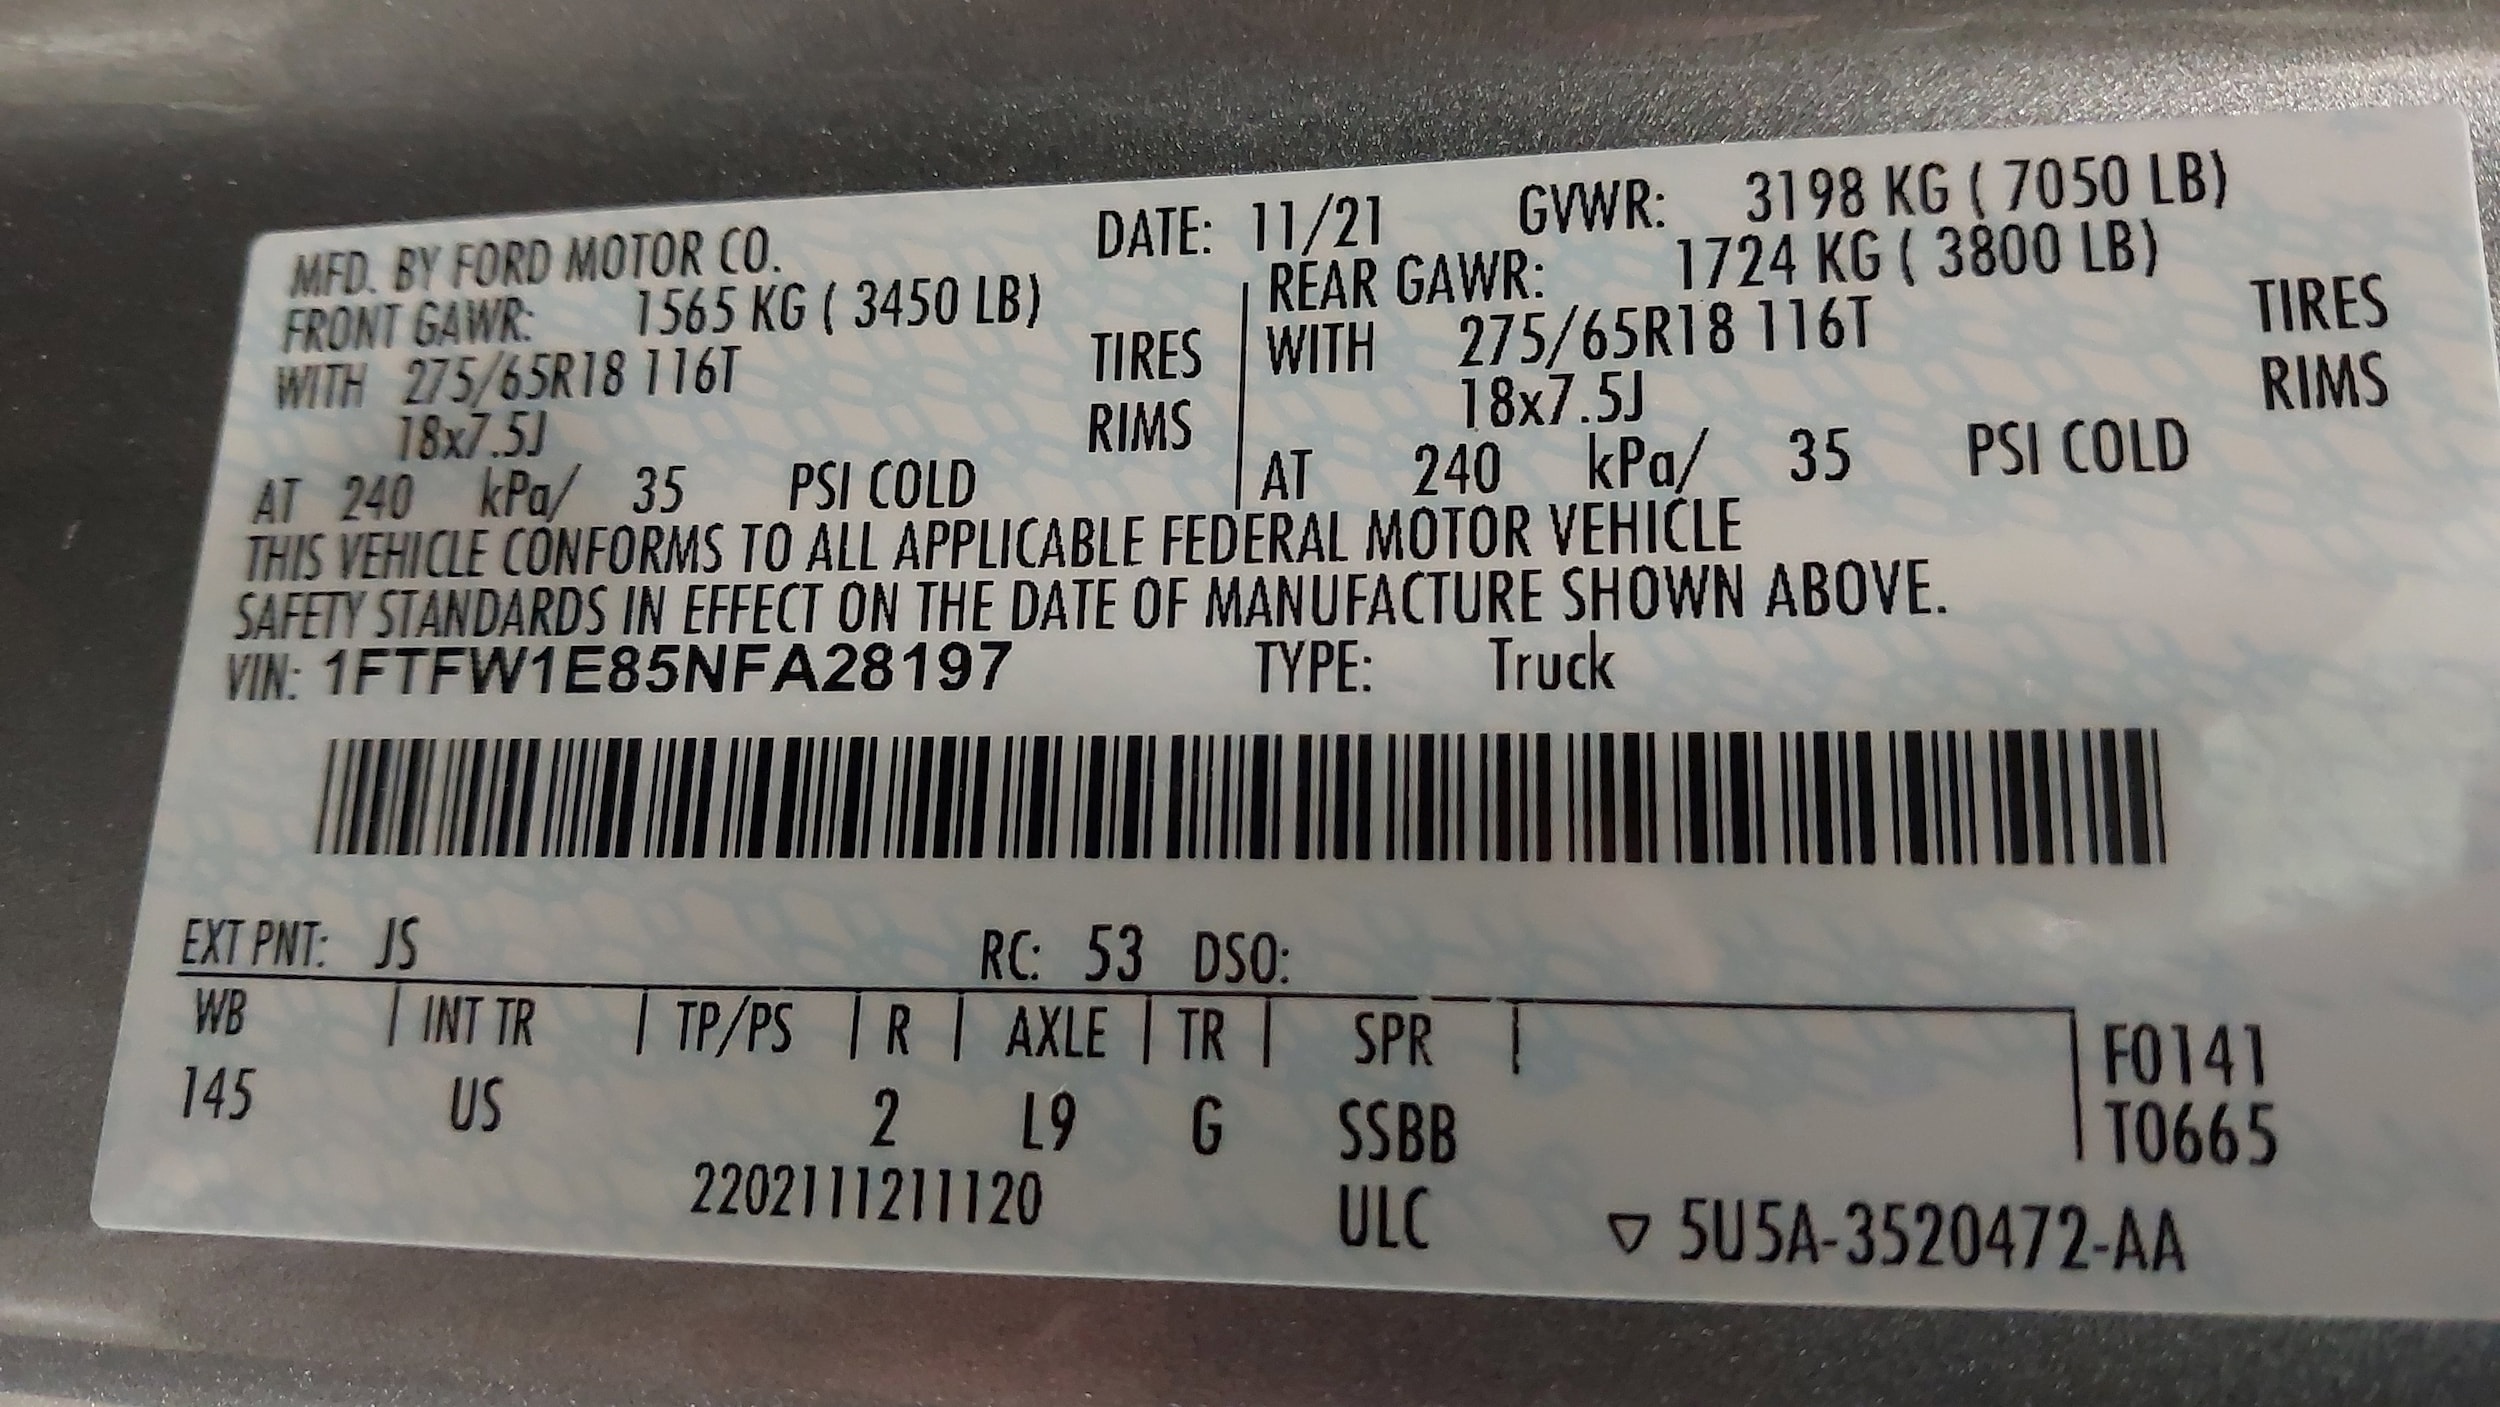 MFD. BY FORD MOTOR CO. DATE: 11/21 GVWR: 3198 KG ( 7050 LB)
FRONT GAWR: 1565 KG ( 3450 LB) REAR GAWR: 1724 KG ( 3800 LB)
WITH 275/65R18 116T TIRES WITH 275/65R18 116T TIRES
18x7.5J RIMS 18x7.5J RIMS
AT 240 kPa/ 35 PSI COLD AT 240 kPa/ 35 PSI COLD
THIS VEHICLE CONFORMS TO ALL APPLICABLE FEDERAL MOTOR VEHICLE
SAFETY STANDARDS IN EFFECT ON THE DATE OF MANUFACTURE SHOWN ABOVE.
VIN: 1FTFW1E85NFA28197 TYPE: Truck
EXT PNT: JS RC: 53 DSO:
WB | INT TR | TP/PS | R | AXLE | TR | SPR | F0141
145 US 2 L9 G SSBB T0665
2202111211120 ULC ▽ 5U5A-3520472-AA